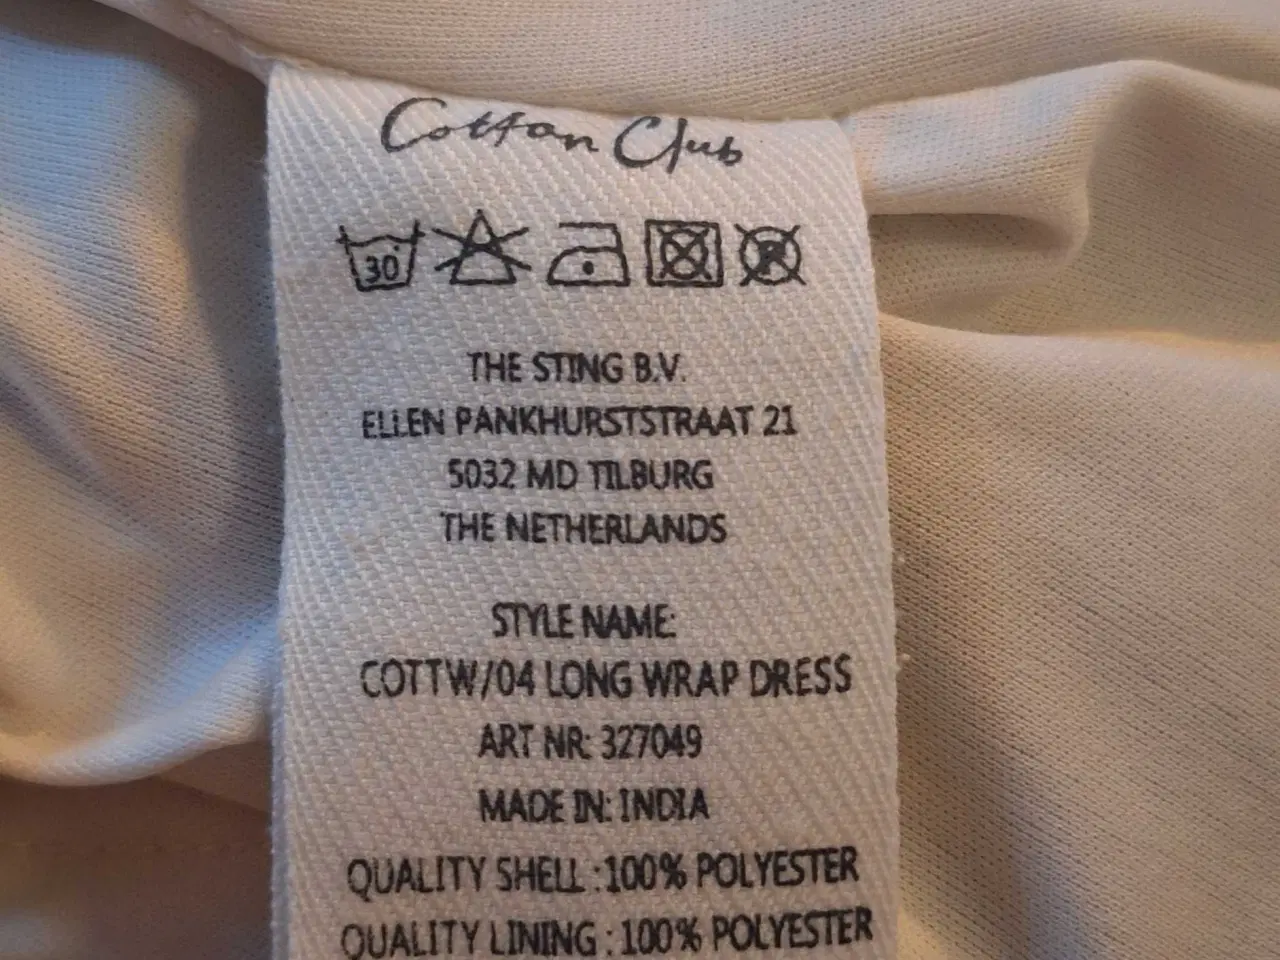 Cotton Club
30
P
THE STING B.V.
ELLEN PANKHURSTSTRAAT 21
5032 MD TILBURG
THE NETHERLANDS
STYLE NAME:
COTTW/04 LONG WRAP DRESS
ART NR: 327049
MADE IN: INDIA
QUALITY SHELL :100% POLYESTER
QUALITY LINING : 100% POLYESTER